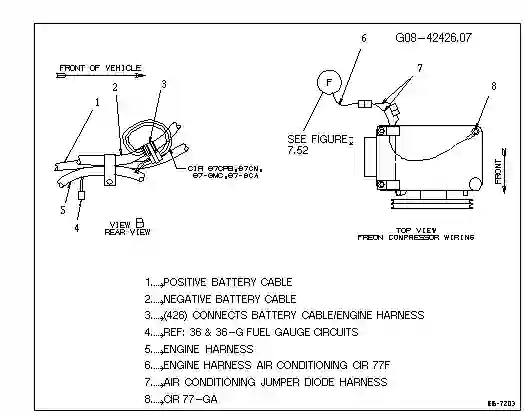 G08-42426.07
6
7
F
8
FRONT OF VEHICLE
1
2
3
SEE FIGURE
7.52
CIR 87CPB,87CN,
87-GMC,87-8CA
FRONT
5
4
VIEW B
REAR VIEW
TOP VIEW
FREON COMPRESSOR WIRING
1....POSITIVE BATTERY CABLE
2....NEGATIVE BATTERY CABLE
3....(426) CONNECTS BATTERY CABLE/ENGINE HARNESS
4....REF: 36 & 36-G FUEL GAUGE CIRCUITS
5....ENGINE HARNESS
6....ENGINE HARNESS AIR CONDITIONING CIR 77F
7....AIR CONDITIONING JUMPER DIODE HARNESS
8....CIR 77-GA
E6-7203